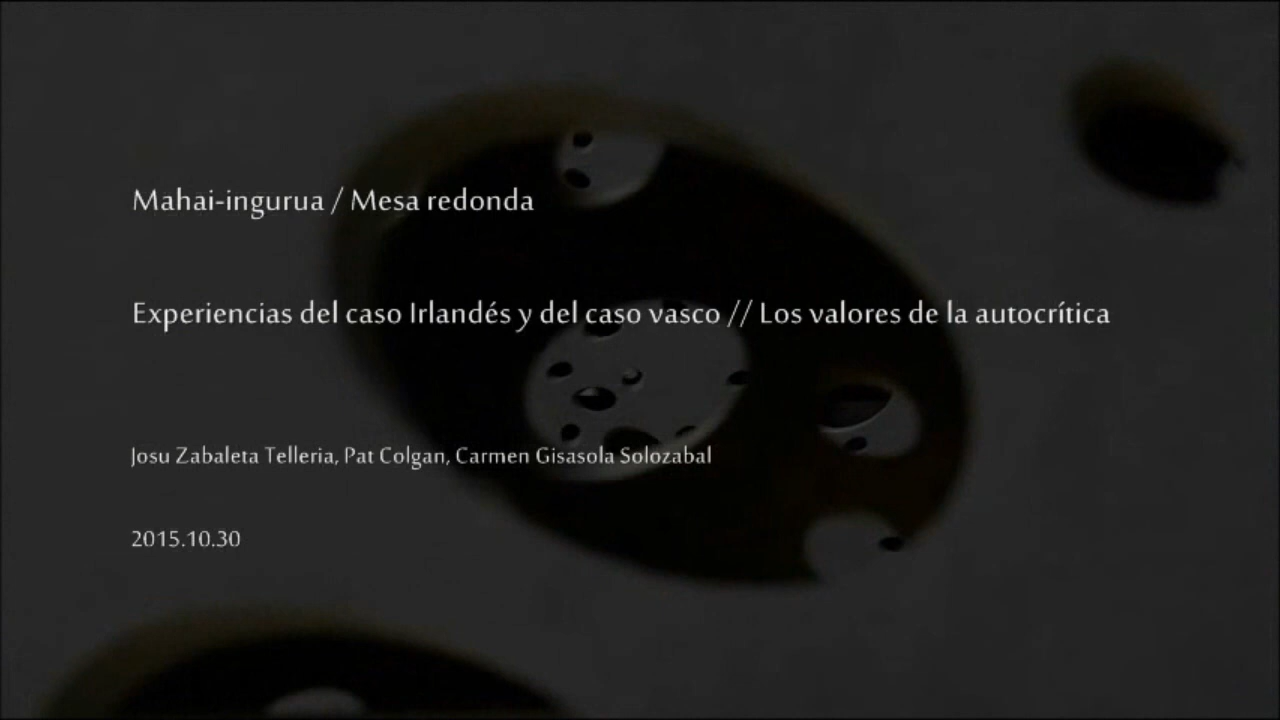 Mahai-ingurua / Mesa redonda
Experiencias del caso Irlandés y del caso vasco // Los valores de la autocrítica
Josu Zabaleta Telleria, Pat Colgan, Carmen Gisasola Solozabal
2015.10.30